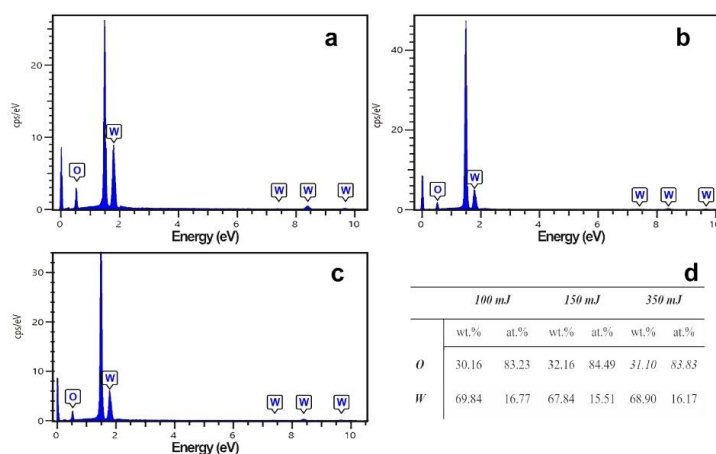 a
cps/eV
20
10
0
O
W
W
W
W
0
2
4
6
8
10
Energy (eV)
b
cps/eV
40
20
0
O
W
W
W
W
0
2
4
6
8
10
Energy (eV)
c
cps/eV
30
20
10
0
O
W
W
W
W
0
2
4
6
8
10
Energy (eV)
d
100 mJ 150 mJ 350 mJ
wt.% at.% wt.% at.% wt.% at.%
O 30.16 83.23 32.16 84.49 31.10 83.83
W 69.84 16.77 67.84 15.51 68.90 16.17